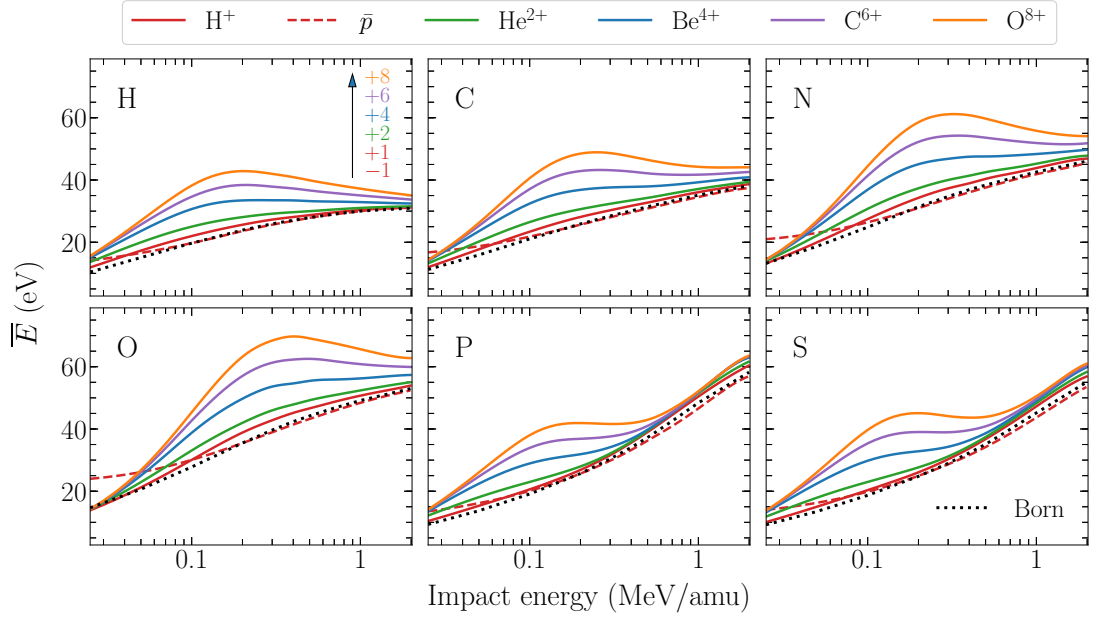 H⁺ p̄ He²⁺ Be⁴⁺ C⁶⁺ O⁸⁺
H C N
+8
+6
+4
+2
+1
−1
60
40
20
O P S
60
40
20
Born
0.1 1 0.1 1 0.1 1
E̅ (eV)
Impact energy (MeV/amu)